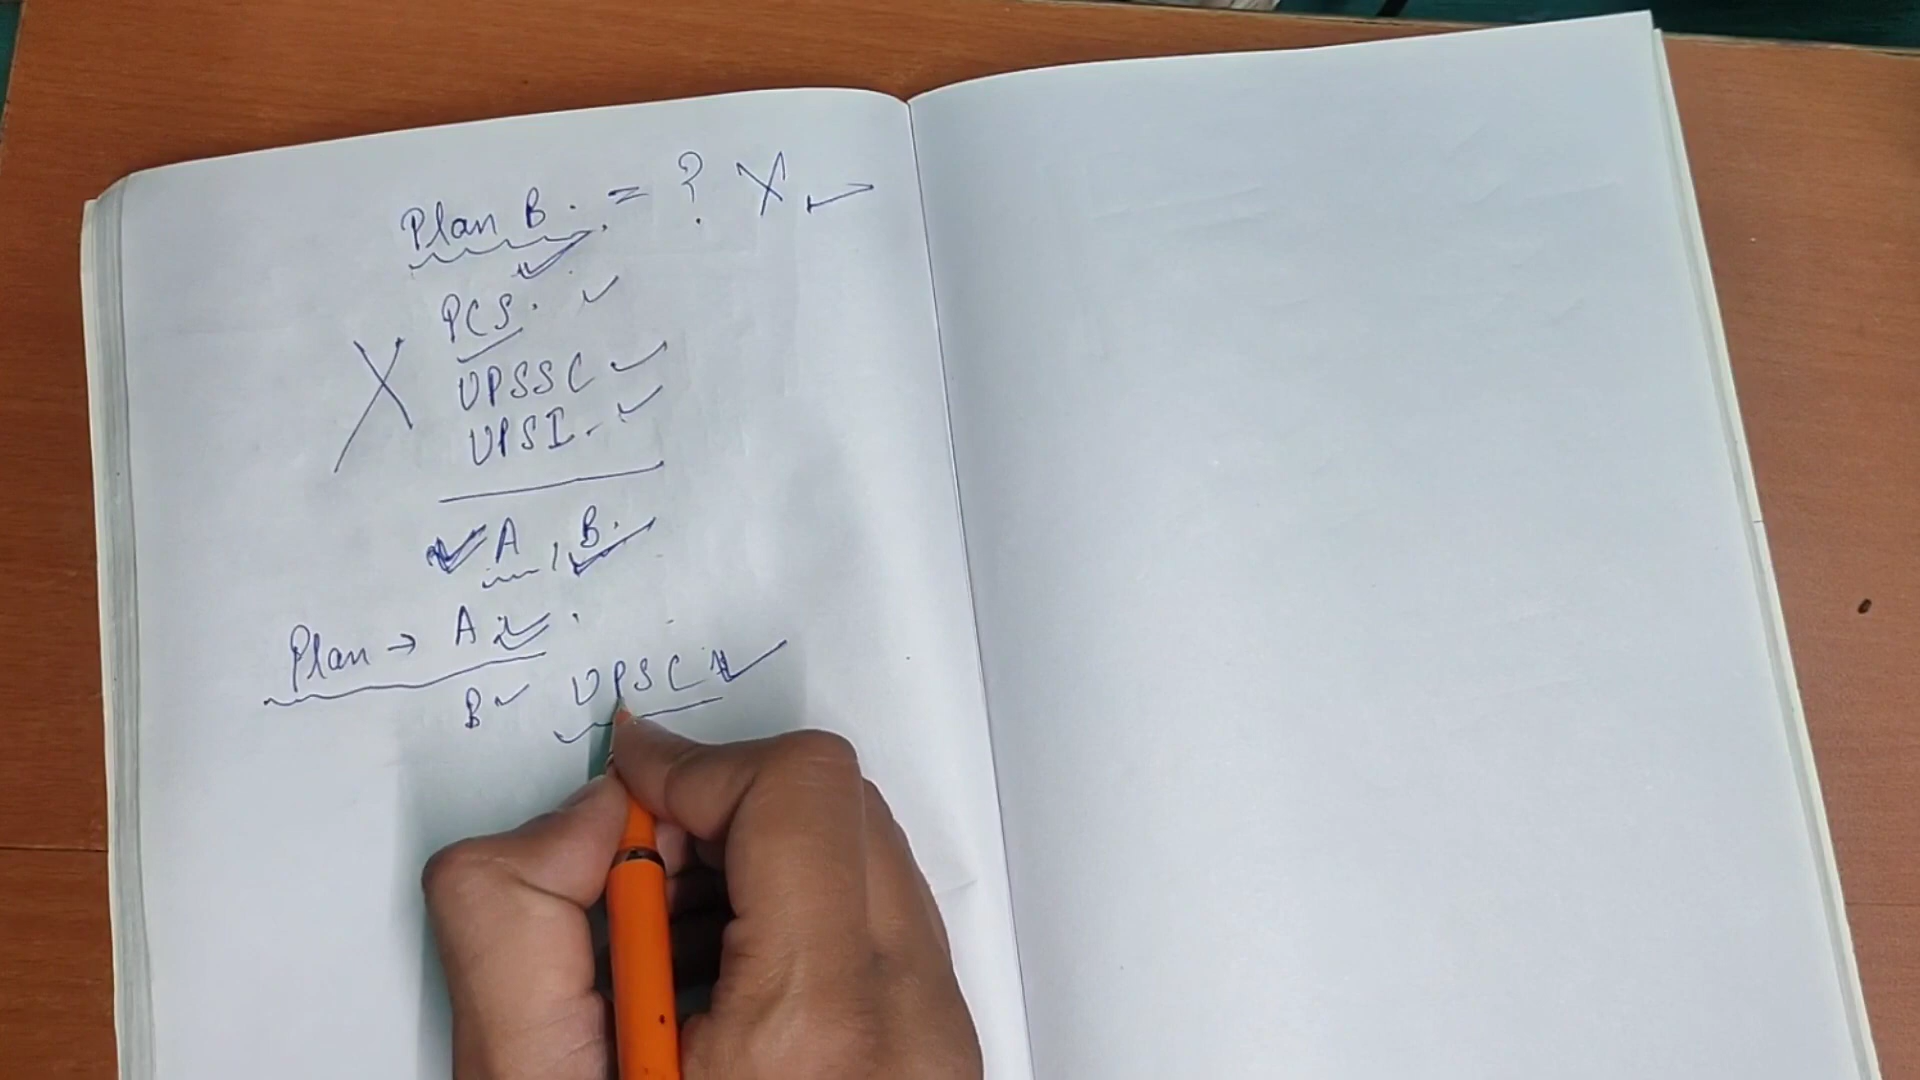 Plan B. = ? X ✓
PCS. ✓
X UPSSC ✓
UPSI. ✓
✓ A, B. ✓
Plan → A ✓
B ✓ UPSC ✓